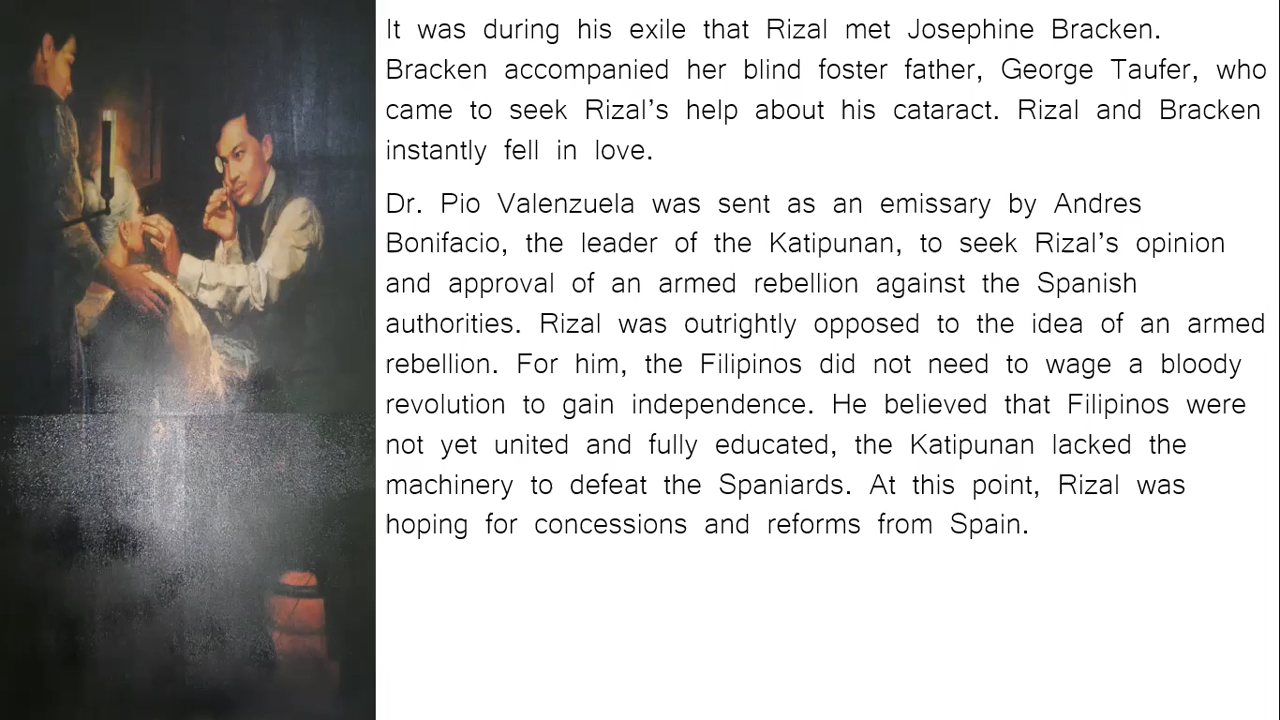 It was during his exile that Rizal met Josephine Bracken.
Bracken accompanied her blind foster father, George Taufer, who
came to seek Rizal's help about his cataract. Rizal and Bracken
instantly fell in love.
Dr. Pio Valenzuela was sent as an emissary by Andres
Bonifacio, the leader of the Katipunan, to seek Rizal's opinion
and approval of an armed rebellion against the Spanish
authorities. Rizal was outrightly opposed to the idea of an armed
rebellion. For him, the Filipinos did not need to wage a bloody
revolution to gain independence. He believed that Filipinos were
not yet united and fully educated, the Katipunan lacked the
machinery to defeat the Spaniards. At this point, Rizal was
hoping for concessions and reforms from Spain.